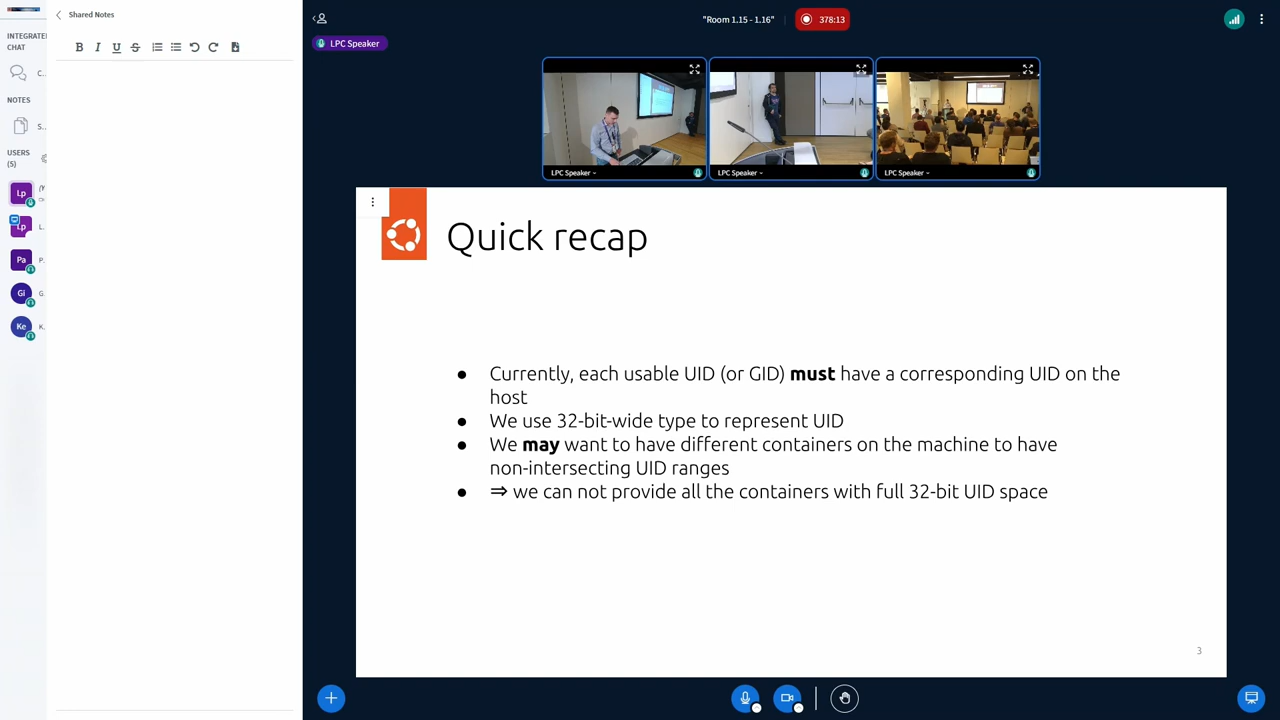 Shared Notes
INTEGRATE
CHAT
C..
NOTES
S..
USERS
(5)
Lp
Lp
L..
Pa
P..
Gi
G..
Ke
K..
"Room 1.15 - 1.16"
378:13
LPC Speaker
LPC Speaker
LPC Speaker
LPC Speaker
Quick recap
● Currently, each usable UID (or GID) must have a corresponding UID on the
host
● We use 32-bit-wide type to represent UID
● We may want to have different containers on the machine to have
non-intersecting UID ranges
● ⇒ we can not provide all the containers with full 32-bit UID space
3